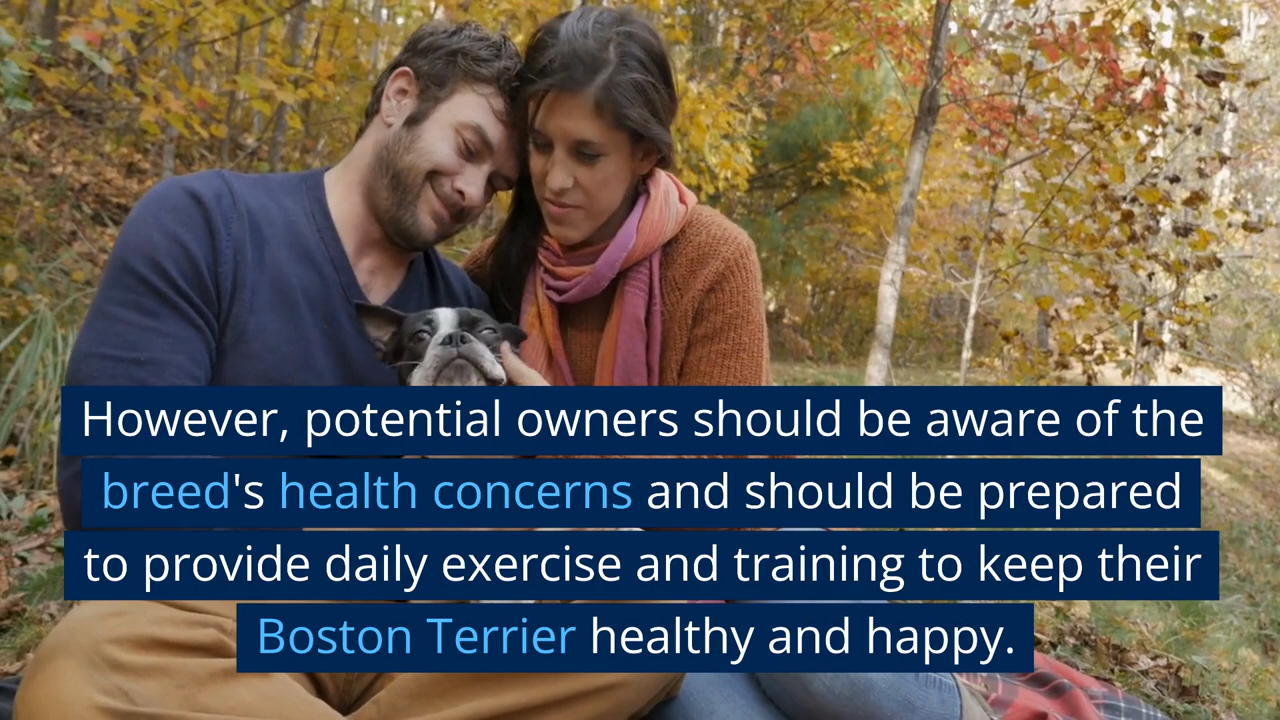 However, potential owners should be aware of the
breed's health concerns and should be prepared
to provide daily exercise and training to keep their
Boston Terrier healthy and happy.